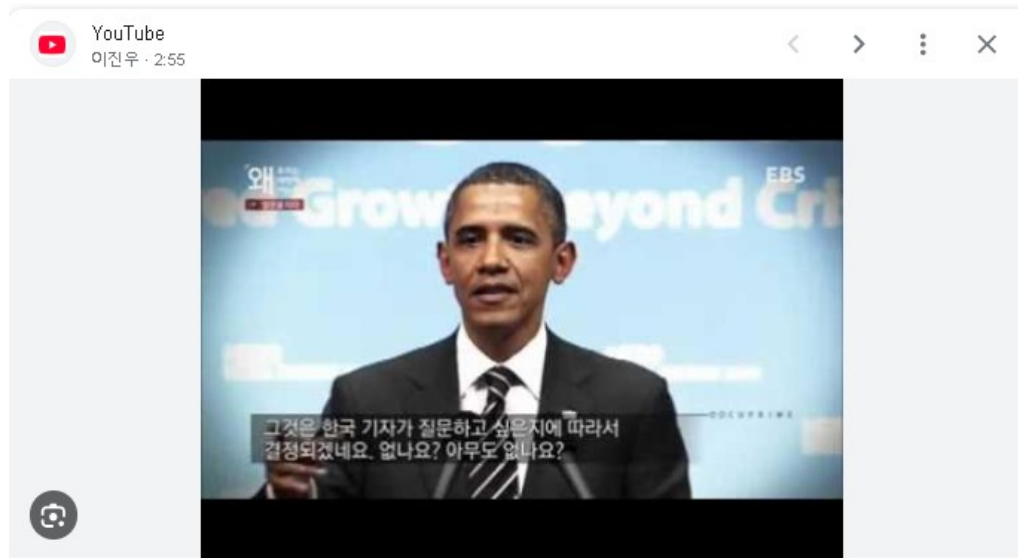 YouTube
이진우 · 2:55
왜
EBS
ed Grow
eyond Cri
DOCUPRIME
그것은 한국 기자가 질문하고 싶은지에 따라서
결정되겠네요. 없나요? 아무도 없나요?